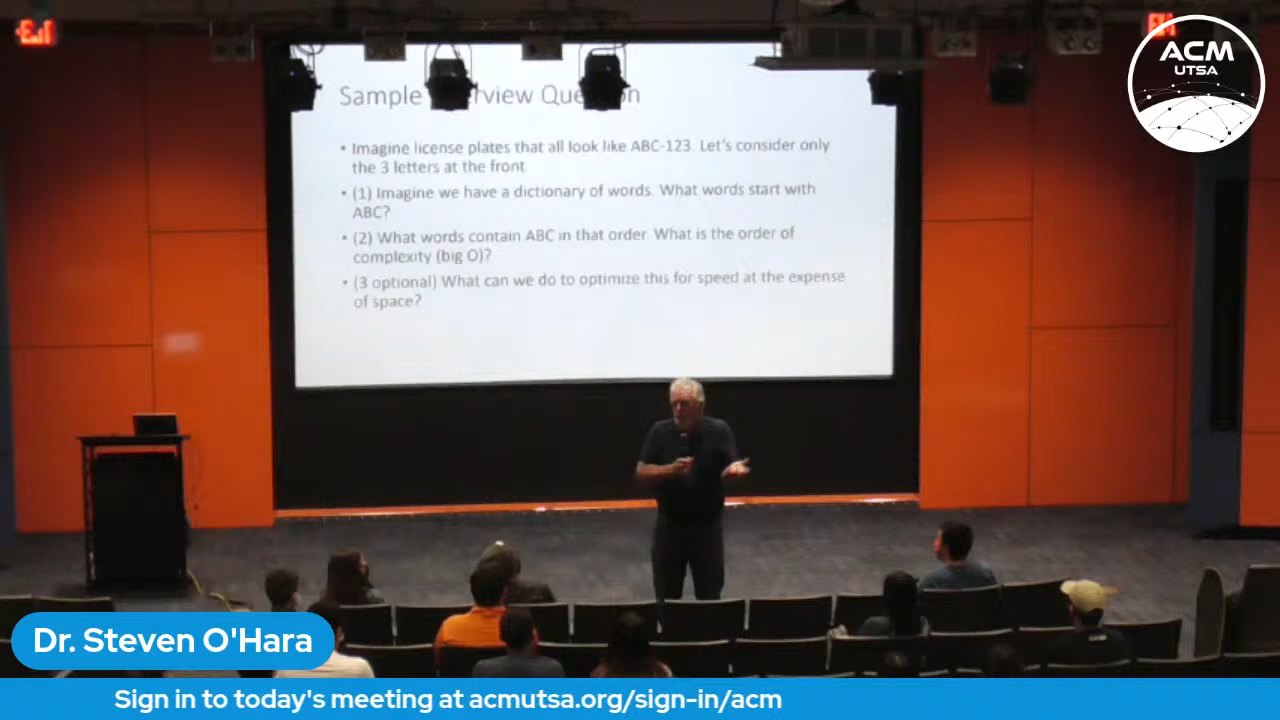 EXIT
EXIT
ACM
UTSA
Sample Interview Question
• Imagine license plates that all look like ABC-123. Let's consider only
the 3 letters at the front.
• (1) Imagine we have a dictionary of words. What words start with
ABC?
• (2) What words contain ABC in that order. What is the order of
complexity (big O)?
• (3 optional) What can we do to optimize this for speed at the expense
of space?
Dr. Steven O'Hara
Sign in to today's meeting at acmutsa.org/sign-in/acm